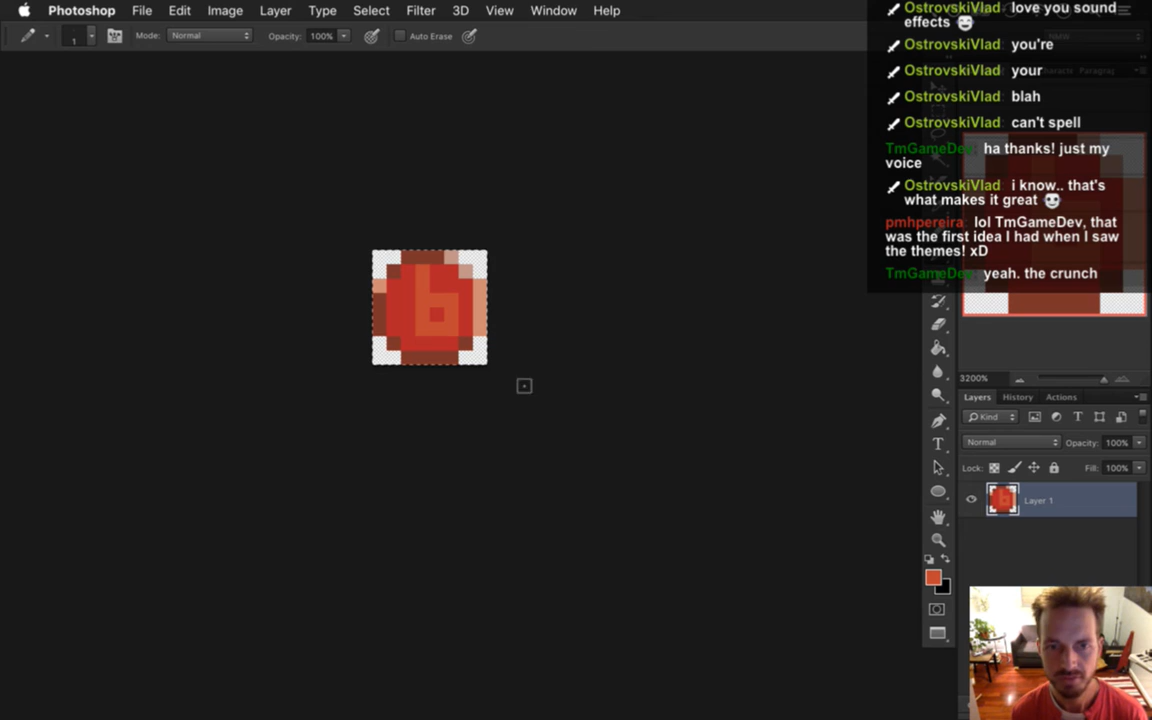 Photoshop File Edit Image Layer Type Select Filter 3D View Window Help
1 Mode: Normal Opacity: 100% Auto Erase
OstrovskiVlad: love you sound
effects
OstrovskiVlad: you're
OstrovskiVlad: your
OstrovskiVlad: blah
OstrovskiVlad: can't spell
TmGameDev: ha thanks! just my
voice
OstrovskiVlad: i know.. that's
what makes it great
pmhpereira: lol TmGameDev, that
was the first idea I had when I saw
the themes! xD
TmGameDev: yeah. the crunch
b
3200%
Layers History Actions
Kind
Normal Opacity: 100%
Lock: Fill: 100%
Layer 1